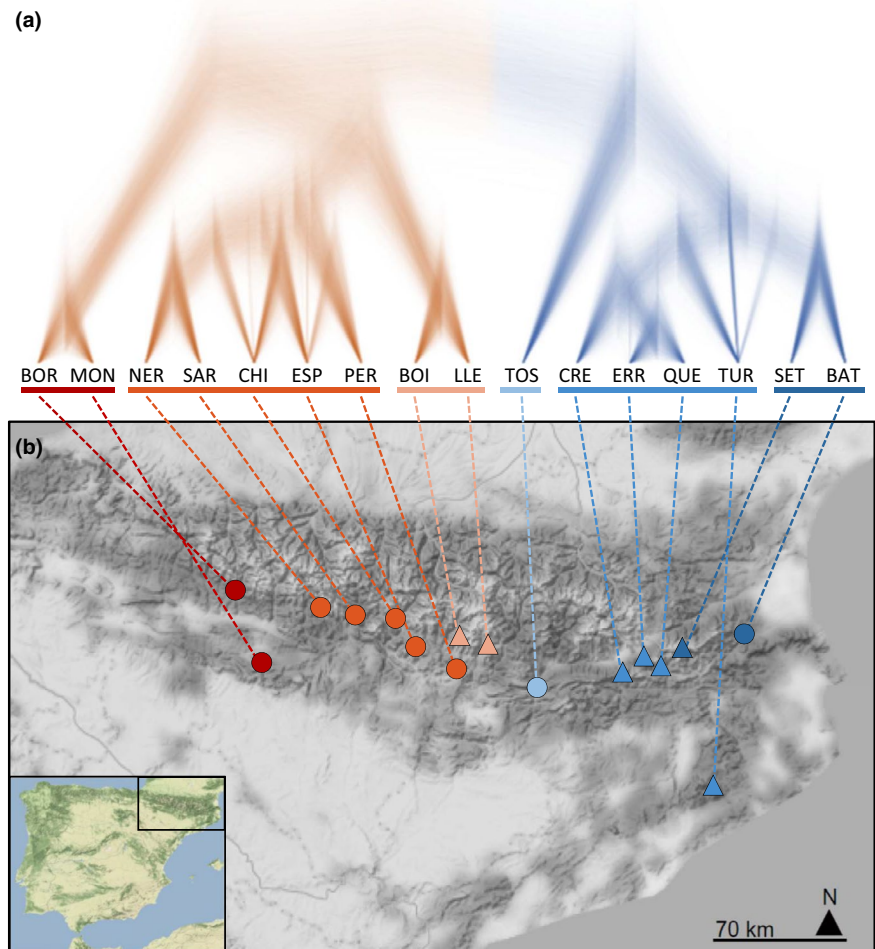 (a)
BOR MON NER SAR CHI ESP PER BOI LLE TOS CRE ERR QUE TUR SET BAT
(b)
N
70 km